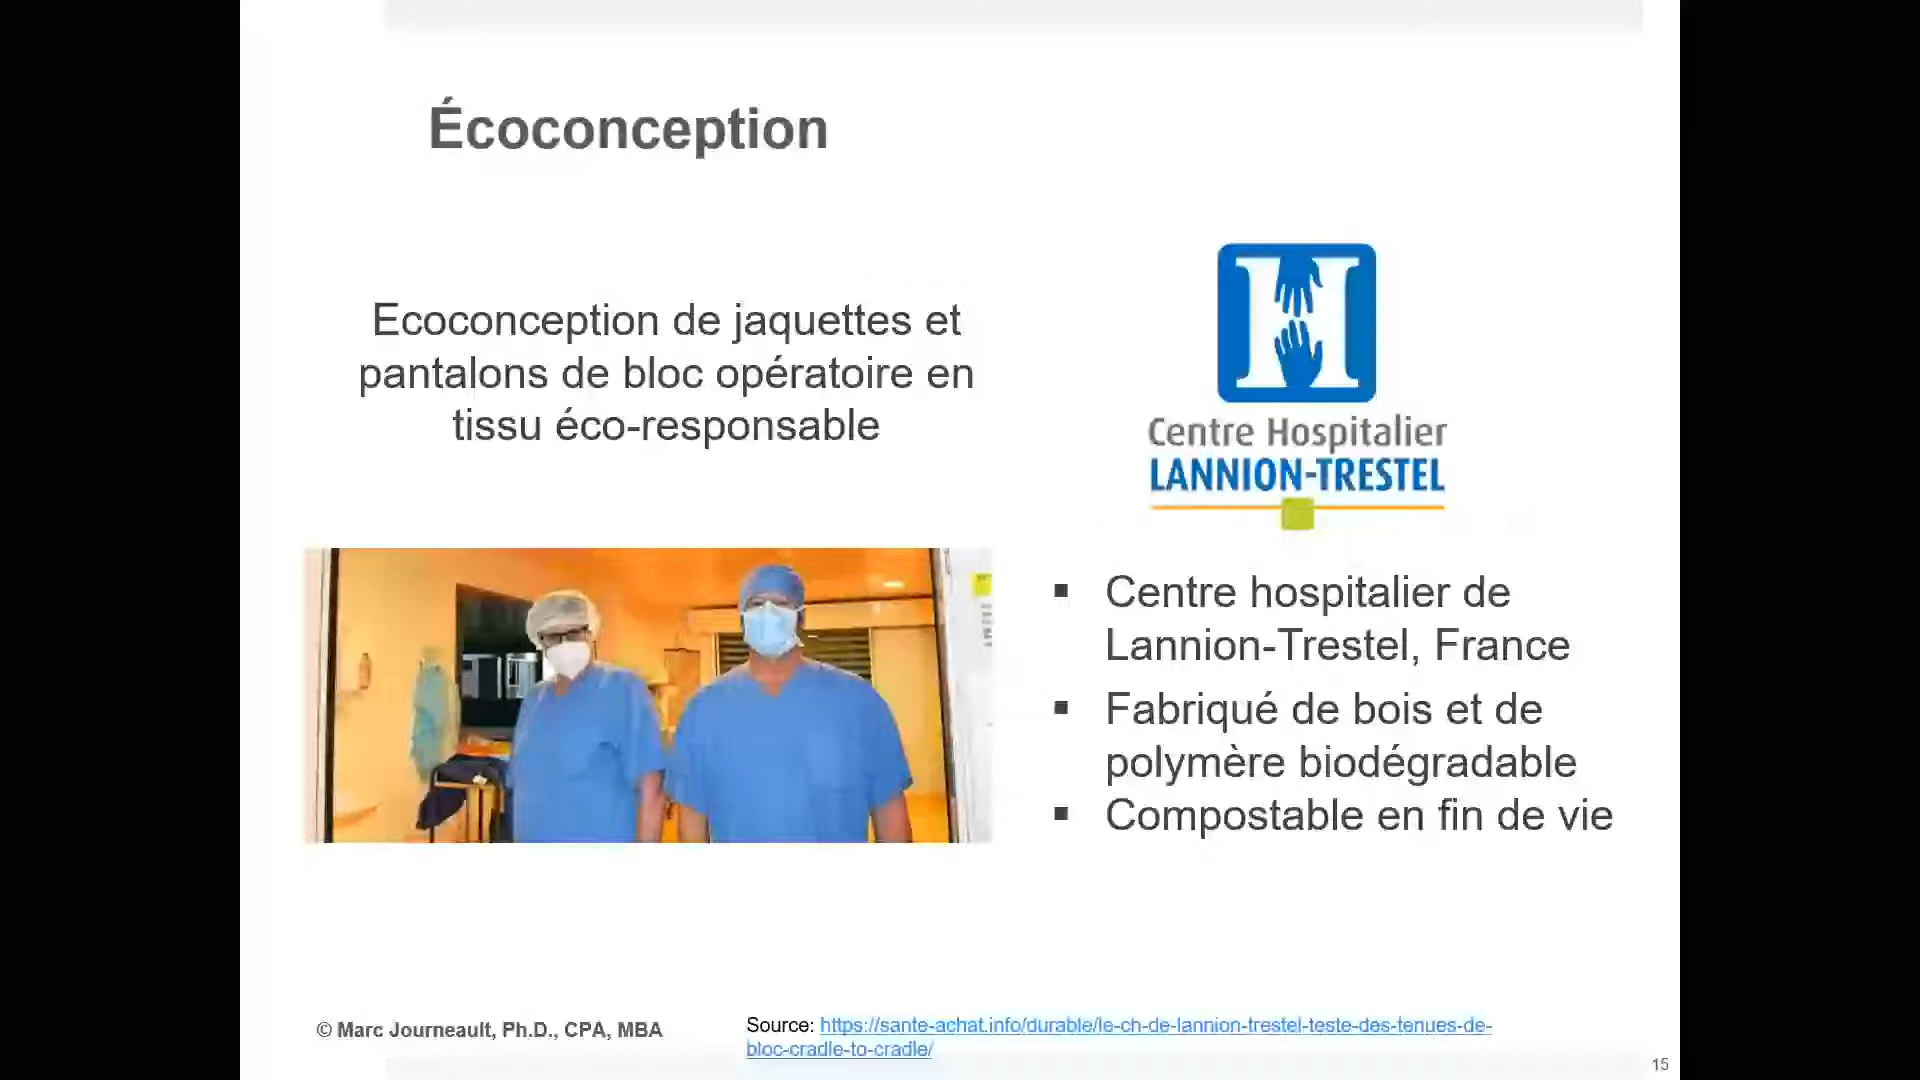 Écoconception
Ecoconception de jaquettes et
pantalons de bloc opératoire en
tissu éco-responsable
Centre Hospitalier
LANNION-TRESTEL
▪ Centre hospitalier de
Lannion-Trestel, France
▪ Fabriqué de bois et de
polymère biodégradable
▪ Compostable en fin de vie
© Marc Journeault, Ph.D., CPA, MBA
Source: https://sante-achat.info/durable/le-ch-de-lannion-trestel-teste-des-tenues-de-
bloc-cradle-to-cradle/
15